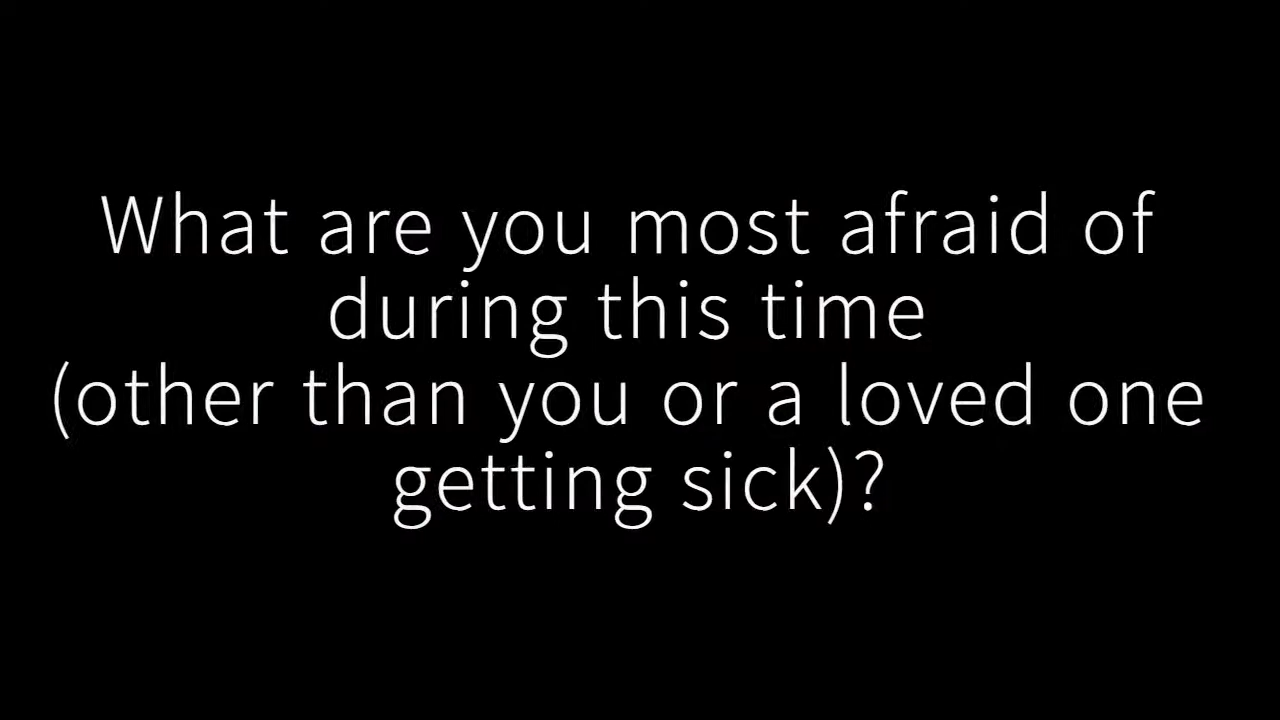 What are you most afraid of
during this time
(other than you or a loved one
getting sick)?